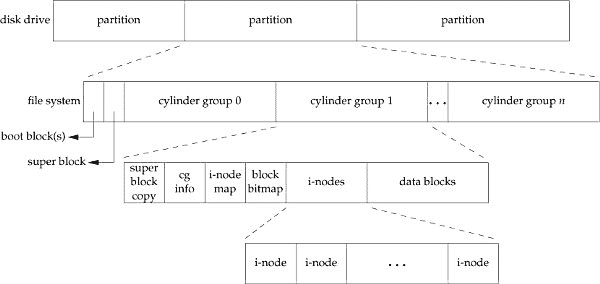 disk drive partition partition partition
file system cylinder group 0 cylinder group 1 ... cylinder group n
boot block(s)
super block
super block copy cg info i-node map block bitmap i-nodes data blocks
i-node i-node ... i-node